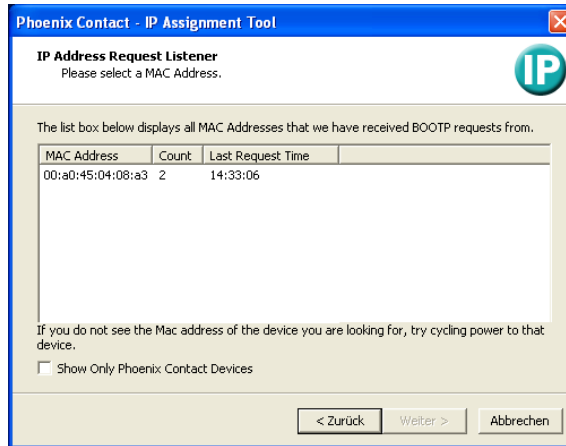 Phoenix Contact - IP Assignment Tool
IP Address Request Listener
Please select a MAC Address.
IP
The list box below displays all MAC Addresses that we have received BOOTP requests from.
MAC Address Count Last Request Time
00:a0:45:04:08:a3 2 14:33:06
If you do not see the Mac address of the device you are looking for, try cycling power to that
device.
Show Only Phoenix Contact Devices
< Zurück Weiter > Abbrechen